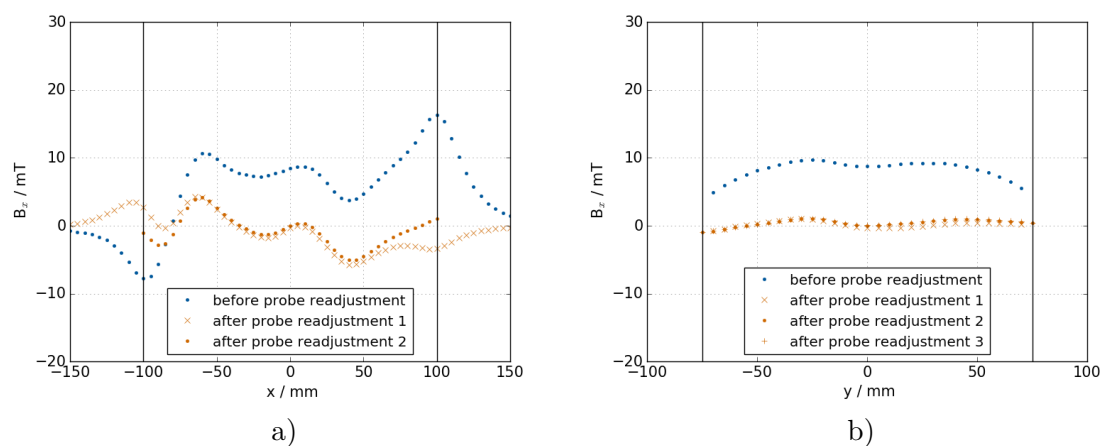 30
20
10
0
−10
−20
B_x / mT
before probe readjustment
after probe readjustment 1
after probe readjustment 2
−150 −100 −50 0 50 100 150
x / mm
a)
30
20
10
0
−10
−20
B_x / mT
before probe readjustment
after probe readjustment 1
after probe readjustment 2
after probe readjustment 3
−100 −50 0 50 100
y / mm
b)